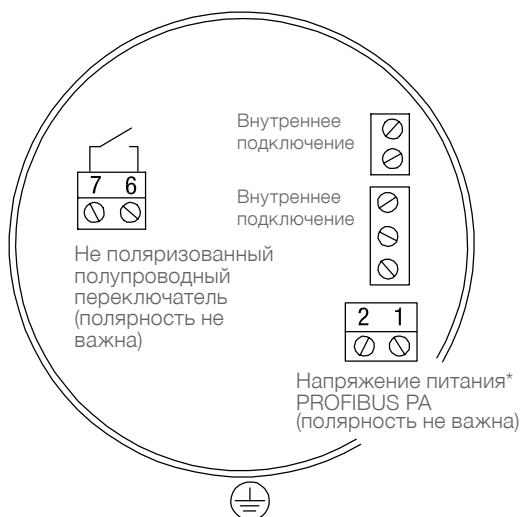 Внутреннее
подключение
7 6
Внутреннее
подключение
Не поляризованный
полупроводный
переключатель
(полярность не
важна)
2 1
Напряжение питания*
PROFIBUS PA
(полярность не важна)